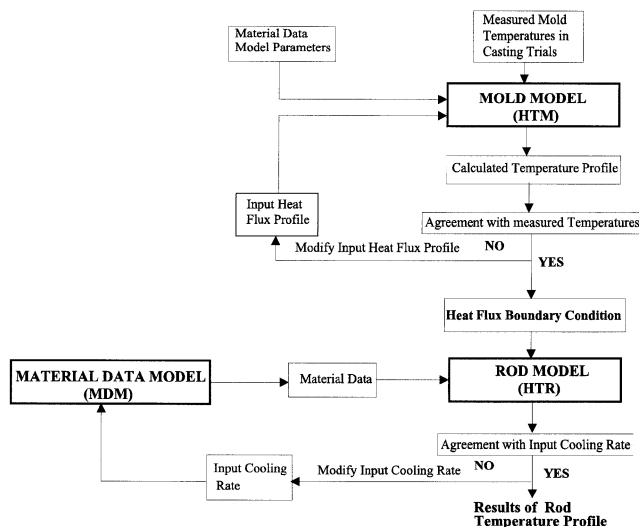 Material Data
Model Parameters
Measured Mold
Temperatures in
Casting Trials
MOLD MODEL
(HTM)
Calculated Temperature Profile
Input Heat
Flux Profile
Agreement with measured Temperatures
Modify Input Heat Flux Profile
NO
YES
Heat Flux Boundary Condition
MATERIAL DATA MODEL
(MDM)
Material Data
ROD MODEL
(HTR)
Agreement with Input Cooling Rate
Input Cooling
Rate
Modify Input Cooling Rate
NO
YES
Results of Rod
Temperature Profile